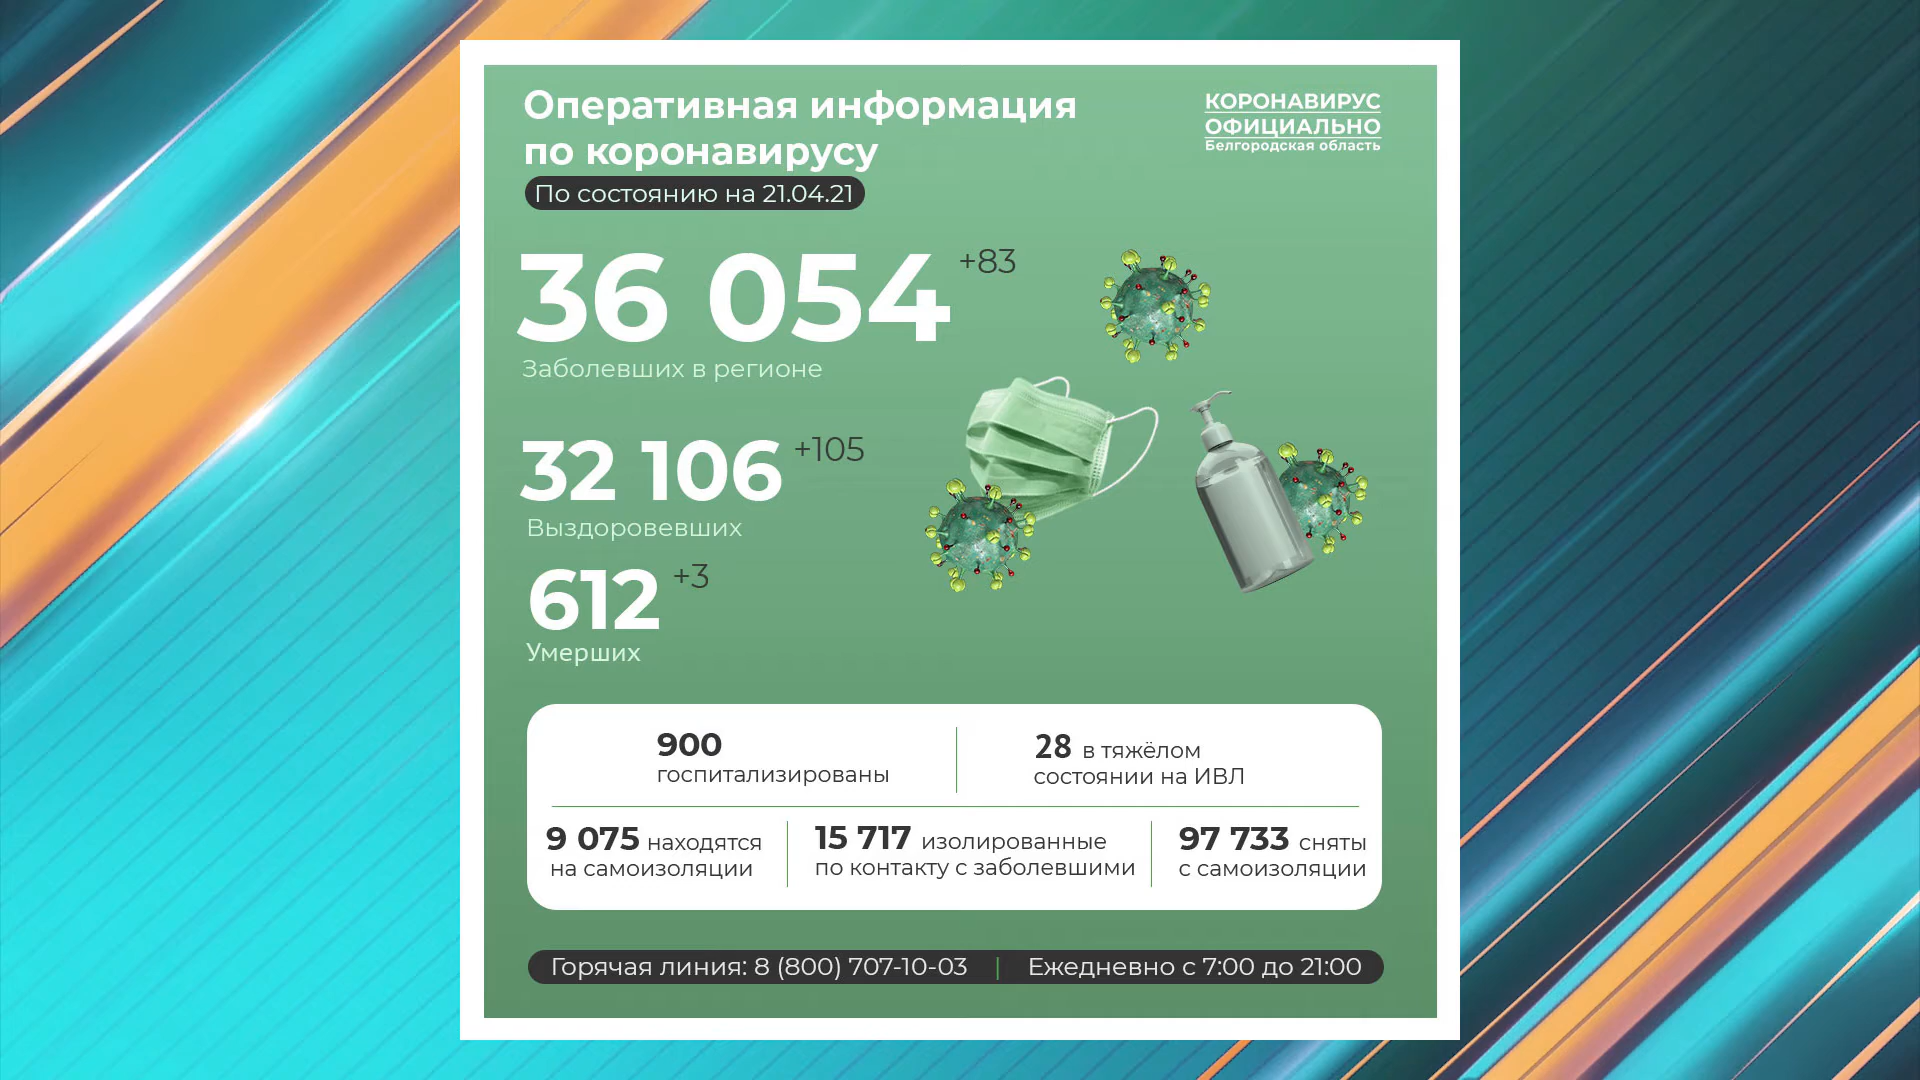 Оперативная информация
по коронавирусу
По состоянию на 21.04.21
КОРОНАВИРУС
ОФИЦИАЛЬНО
Белгородская область
36 054 +83
Заболевших в регионе
32 106 +105
Выздоровевших
612 +3
Умерших
900
госпитализированы
28 в тяжёлом
состоянии на ИВЛ
9 075 находятся
на самоизоляции
15 717 изолированные
по контакту с заболевшими
97 733 сняты
с самоизоляции
Горячая линия: 8 (800) 707-10-03 | Ежедневно с 7:00 до 21:00